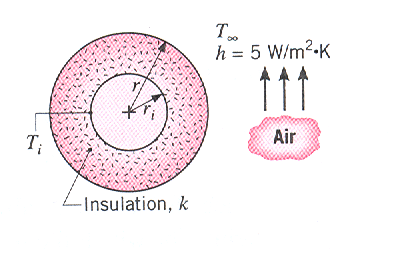 T∞
h = 5 W/m²•K
r
rᵢ
Tᵢ
Air
Insulation, k